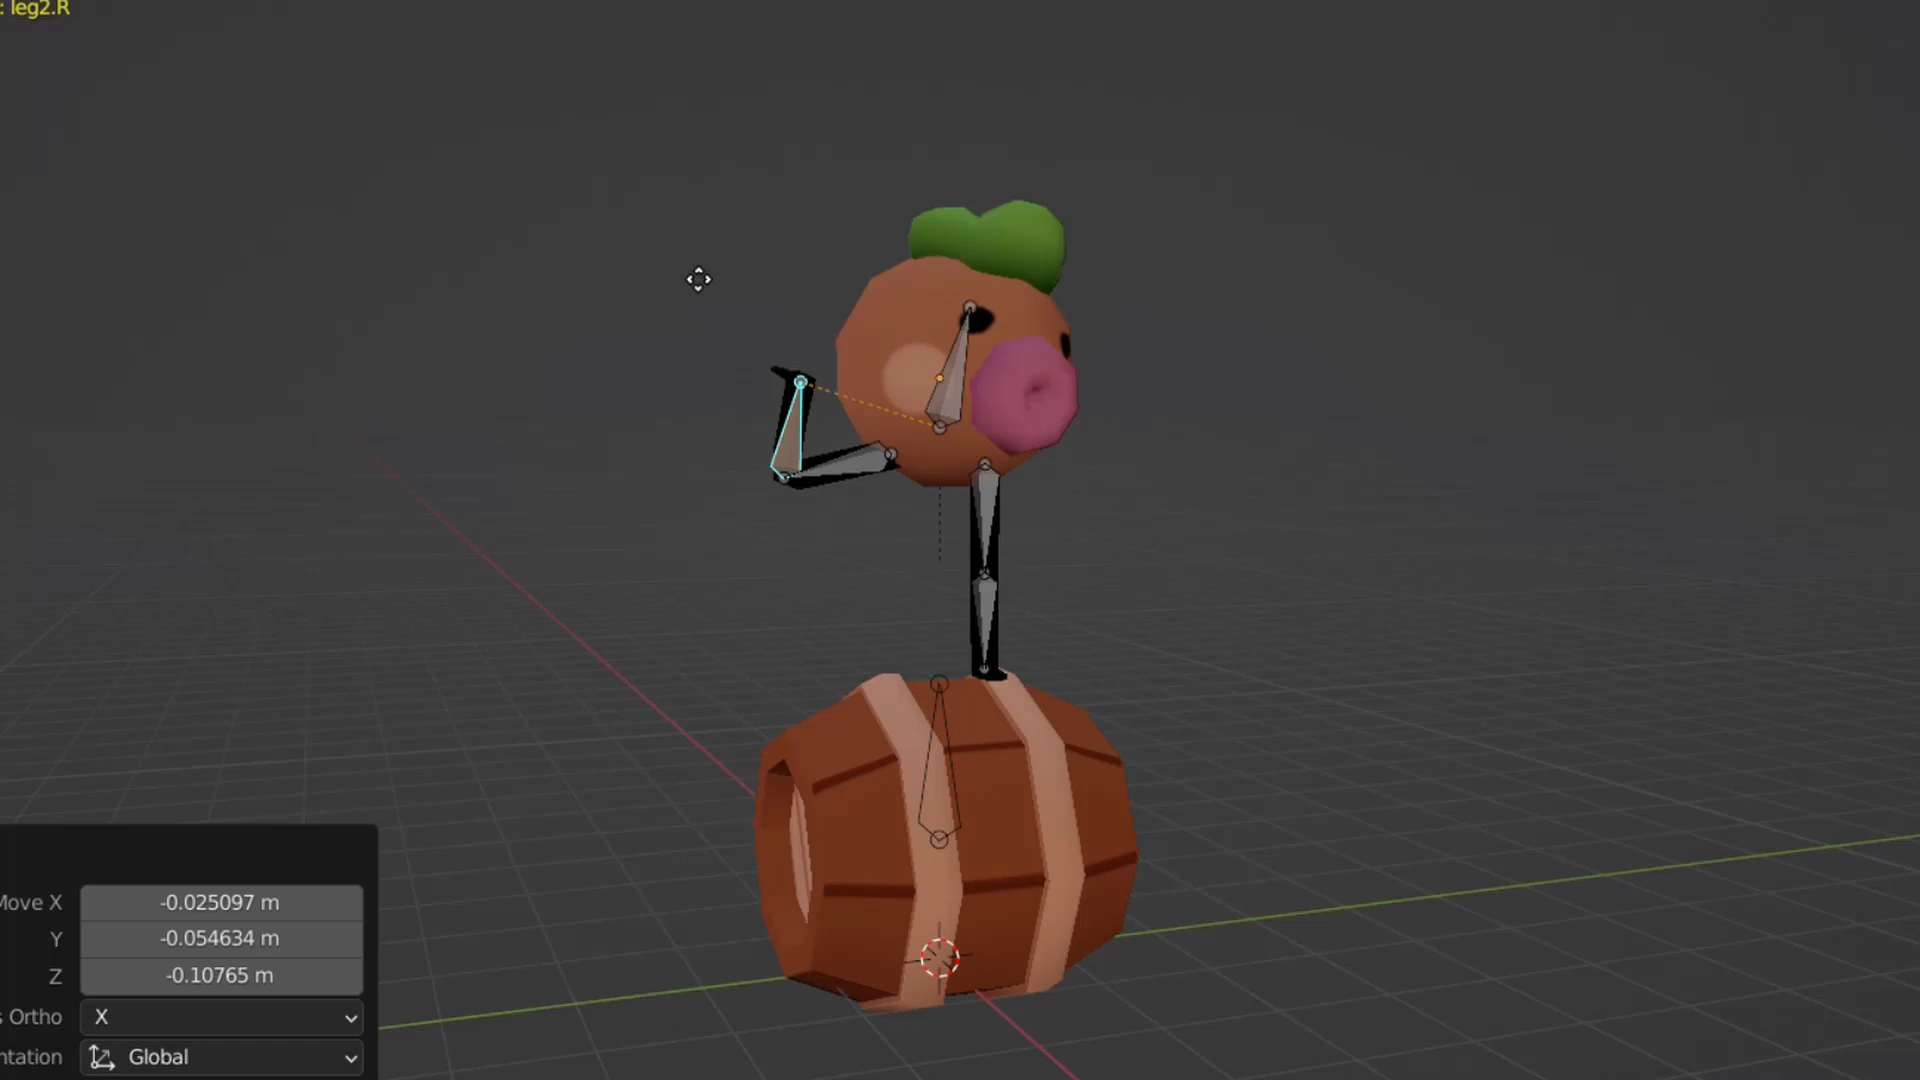 : leg2.R
Move X -0.025097 m
Y -0.054634 m
Z -0.10765 m
s Ortho X
ntation Global